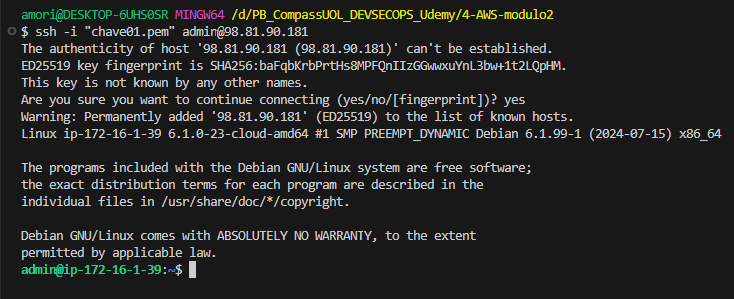 amori@DESKTOP-6UHS0SR MINGW64 /d/PB_CompassUOL_DEVSECOPS_Udemy/4-AWS-modulo2
$ ssh -i "chave01.pem" admin@98.81.90.181
The authenticity of host '98.81.90.181 (98.81.90.181)' can't be established.
ED25519 key fingerprint is SHA256:baFqbKrbPrtHs8MPFQnIIzGGwwxuYnL3bw+1t2LQpHM.
This key is not known by any other names.
Are you sure you want to continue connecting (yes/no/[fingerprint])? yes
Warning: Permanently added '98.81.90.181' (ED25519) to the list of known hosts.
Linux ip-172-16-1-39 6.1.0-23-cloud-amd64 #1 SMP PREEMPT_DYNAMIC Debian 6.1.99-1 (2024-07-15) x86_64

The programs included with the Debian GNU/Linux system are free software;
the exact distribution terms for each program are described in the
individual files in /usr/share/doc/*/copyright.

Debian GNU/Linux comes with ABSOLUTELY NO WARRANTY, to the extent
permitted by applicable law.
admin@ip-172-16-1-39:~$